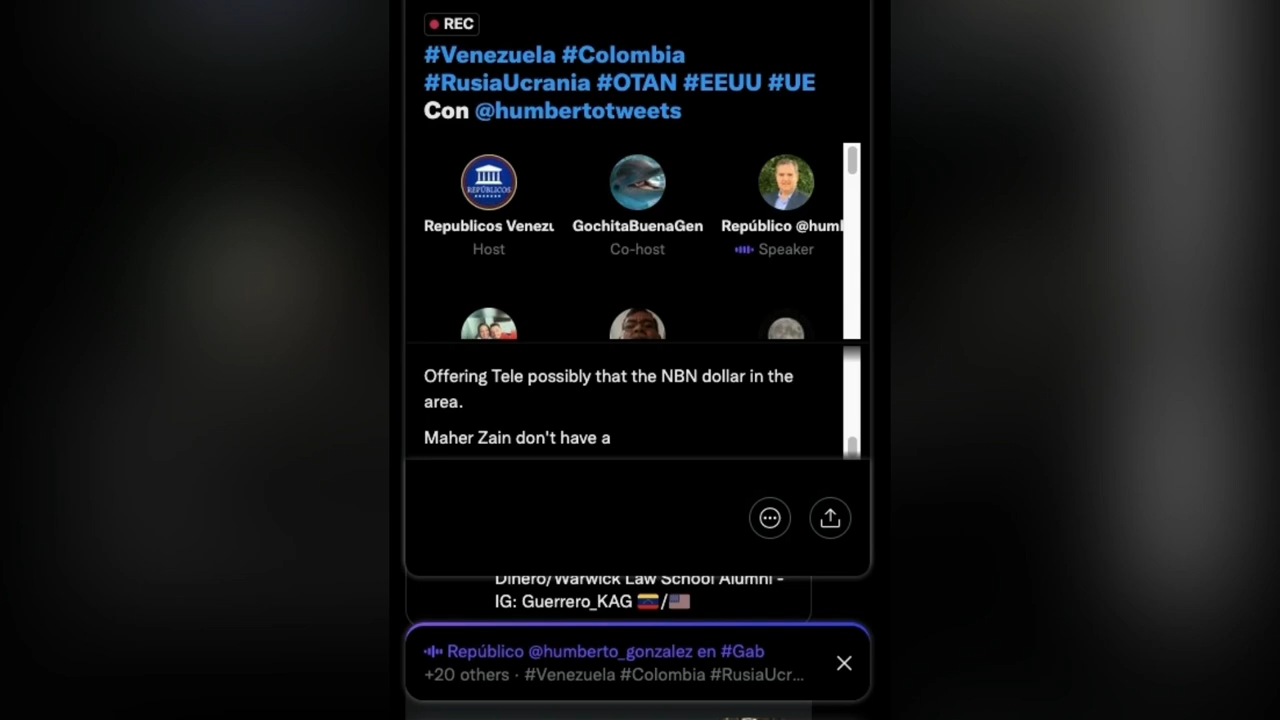 REC
#Venezuela #Colombia
#RusiaUcrania #OTAN #EEUU #UE
Con @humbertotweets
REPÚBLICOS
Republicos Venezu
GochitaBuenaGen
Repúblico @humb
Host
Co-host
Speaker
Offering Tele possibly that the NBN dollar in the
area.
Maher Zain don't have a
Dinero/Warwick Law School Alumni -
IG: Guerrero_KAG 🇻🇪/🇺🇸
Repúblico @humberto_gonzalez en #Gab
+20 others · #Venezuela #Colombia #RusiaUcr...